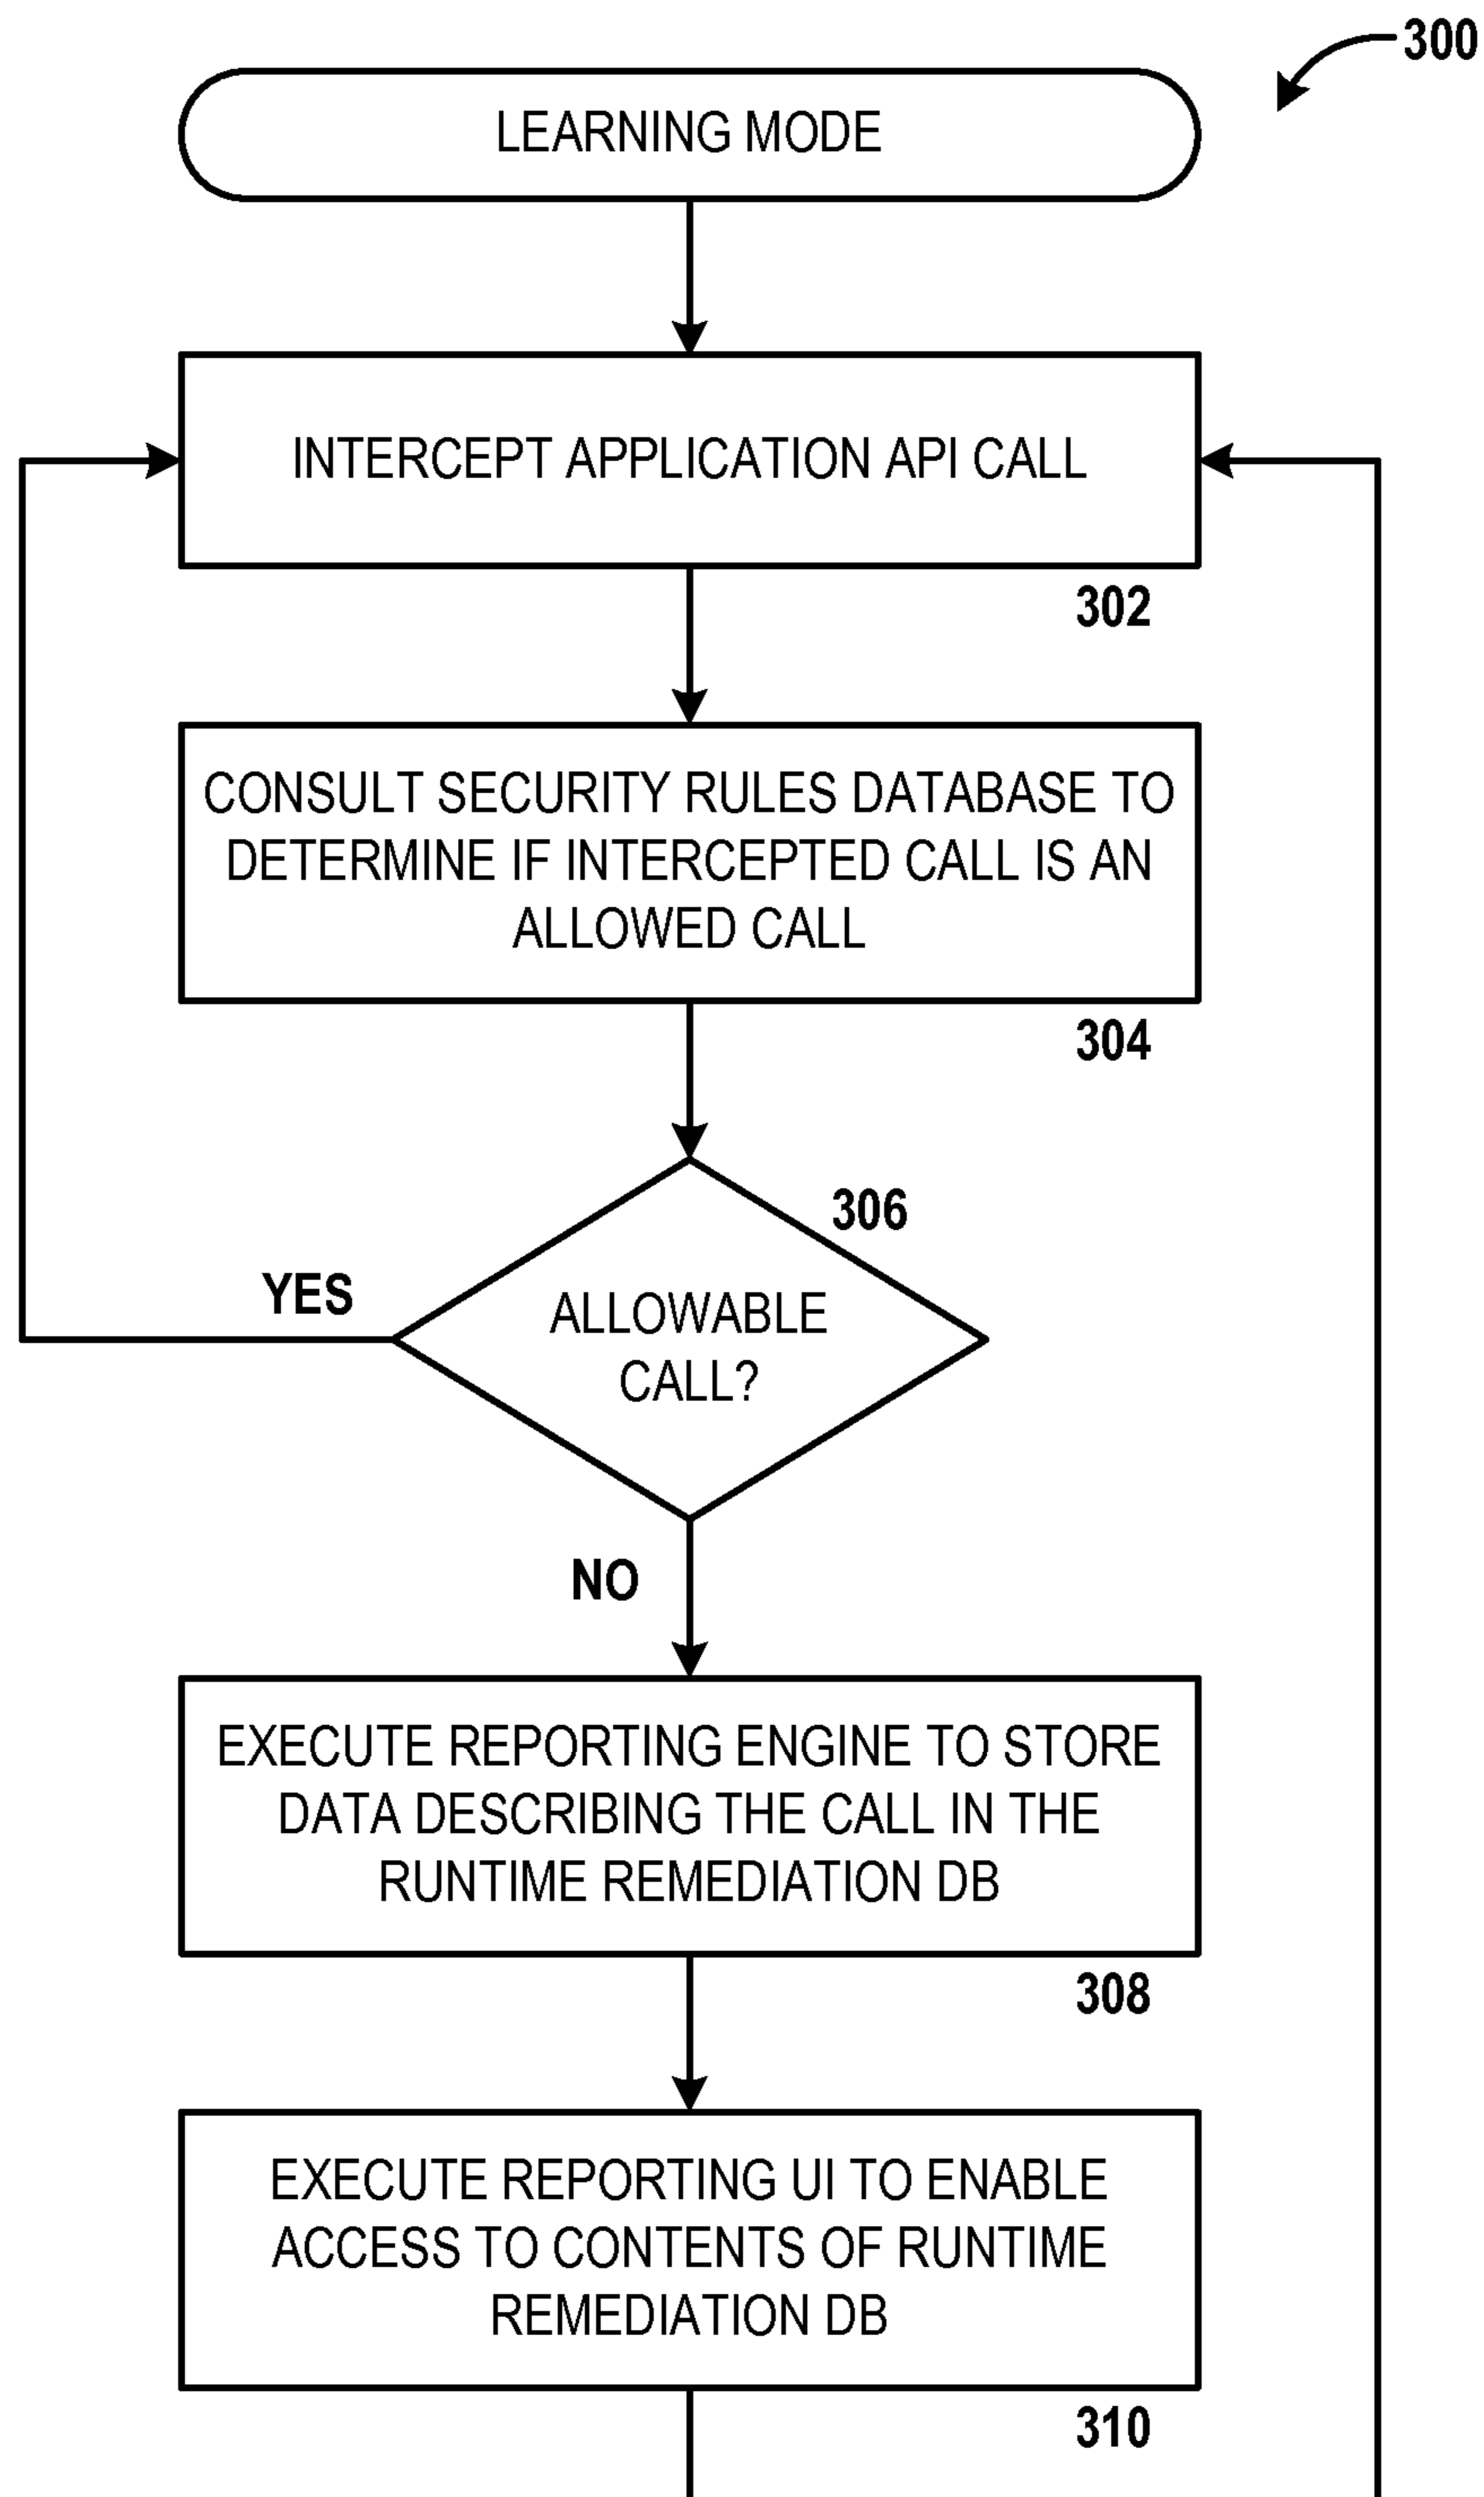 300
LEARNING MODE
INTERCEPT APPLICATION API CALL
302
CONSULT SECURITY RULES DATABASE TO
DETERMINE IF INTERCEPTED CALL IS AN
ALLOWED CALL
304
306
YES
ALLOWABLE
CALL?
NO
EXECUTE REPORTING ENGINE TO STORE
DATA DESCRIBING THE CALL IN THE
RUNTIME REMEDIATION DB
308
EXECUTE REPORTING UI TO ENABLE
ACCESS TO CONTENTS OF RUNTIME
REMEDIATION DB
310